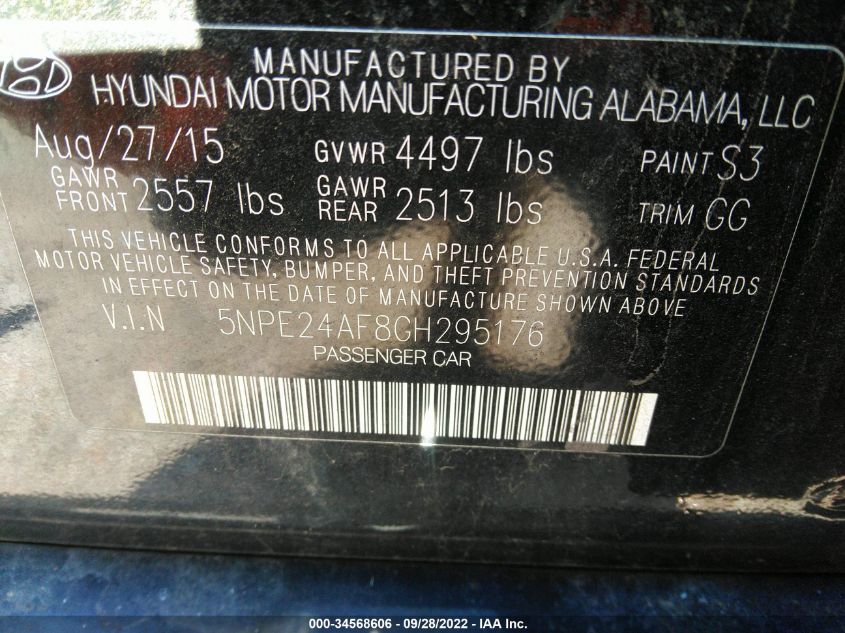 MANUFACTURED BY
HYUNDAI MOTOR MANUFACTURING ALABAMA, LLC
Aug/27/15 GVWR 4497 lbs PAINT S3
GAWR FRONT 2557 lbs GAWR REAR 2513 lbs TRIM GG
THIS VEHICLE CONFORMS TO ALL APPLICABLE U.S.A. FEDERAL
MOTOR VEHICLE SAFETY, BUMPER, AND THEFT PREVENTION STANDARDS
IN EFFECT ON THE DATE OF MANUFACTURE SHOWN ABOVE
V.I.N 5NPE24AF8GH295176
PASSENGER CAR
000-34568606 - 09/28/2022 - IAA Inc.